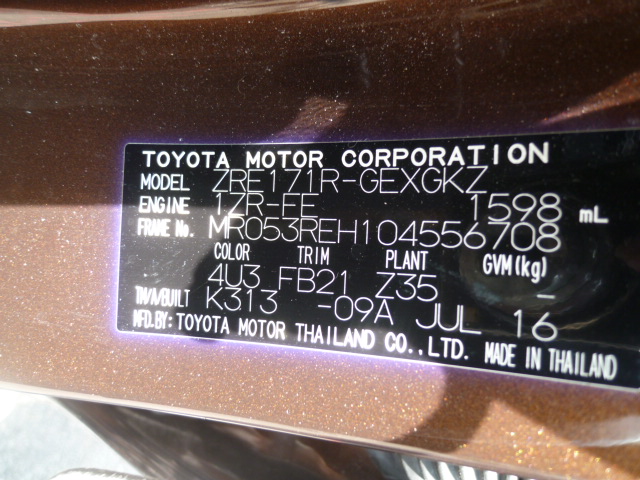 TOYOTA MOTOR CORPORATION
MODEL ZRE171R-GEXGKZ
ENGINE 1ZR-FE 1598 mL
FRAME No. MR053REH104556708
COLOR TRIM PLANT GVM(kg)
4U3 FB21 Z35 –
TM/A/BUILT K313 -09A JUL 16
MFD.BY: TOYOTA MOTOR THAILAND CO.,LTD. MADE IN THAILAND